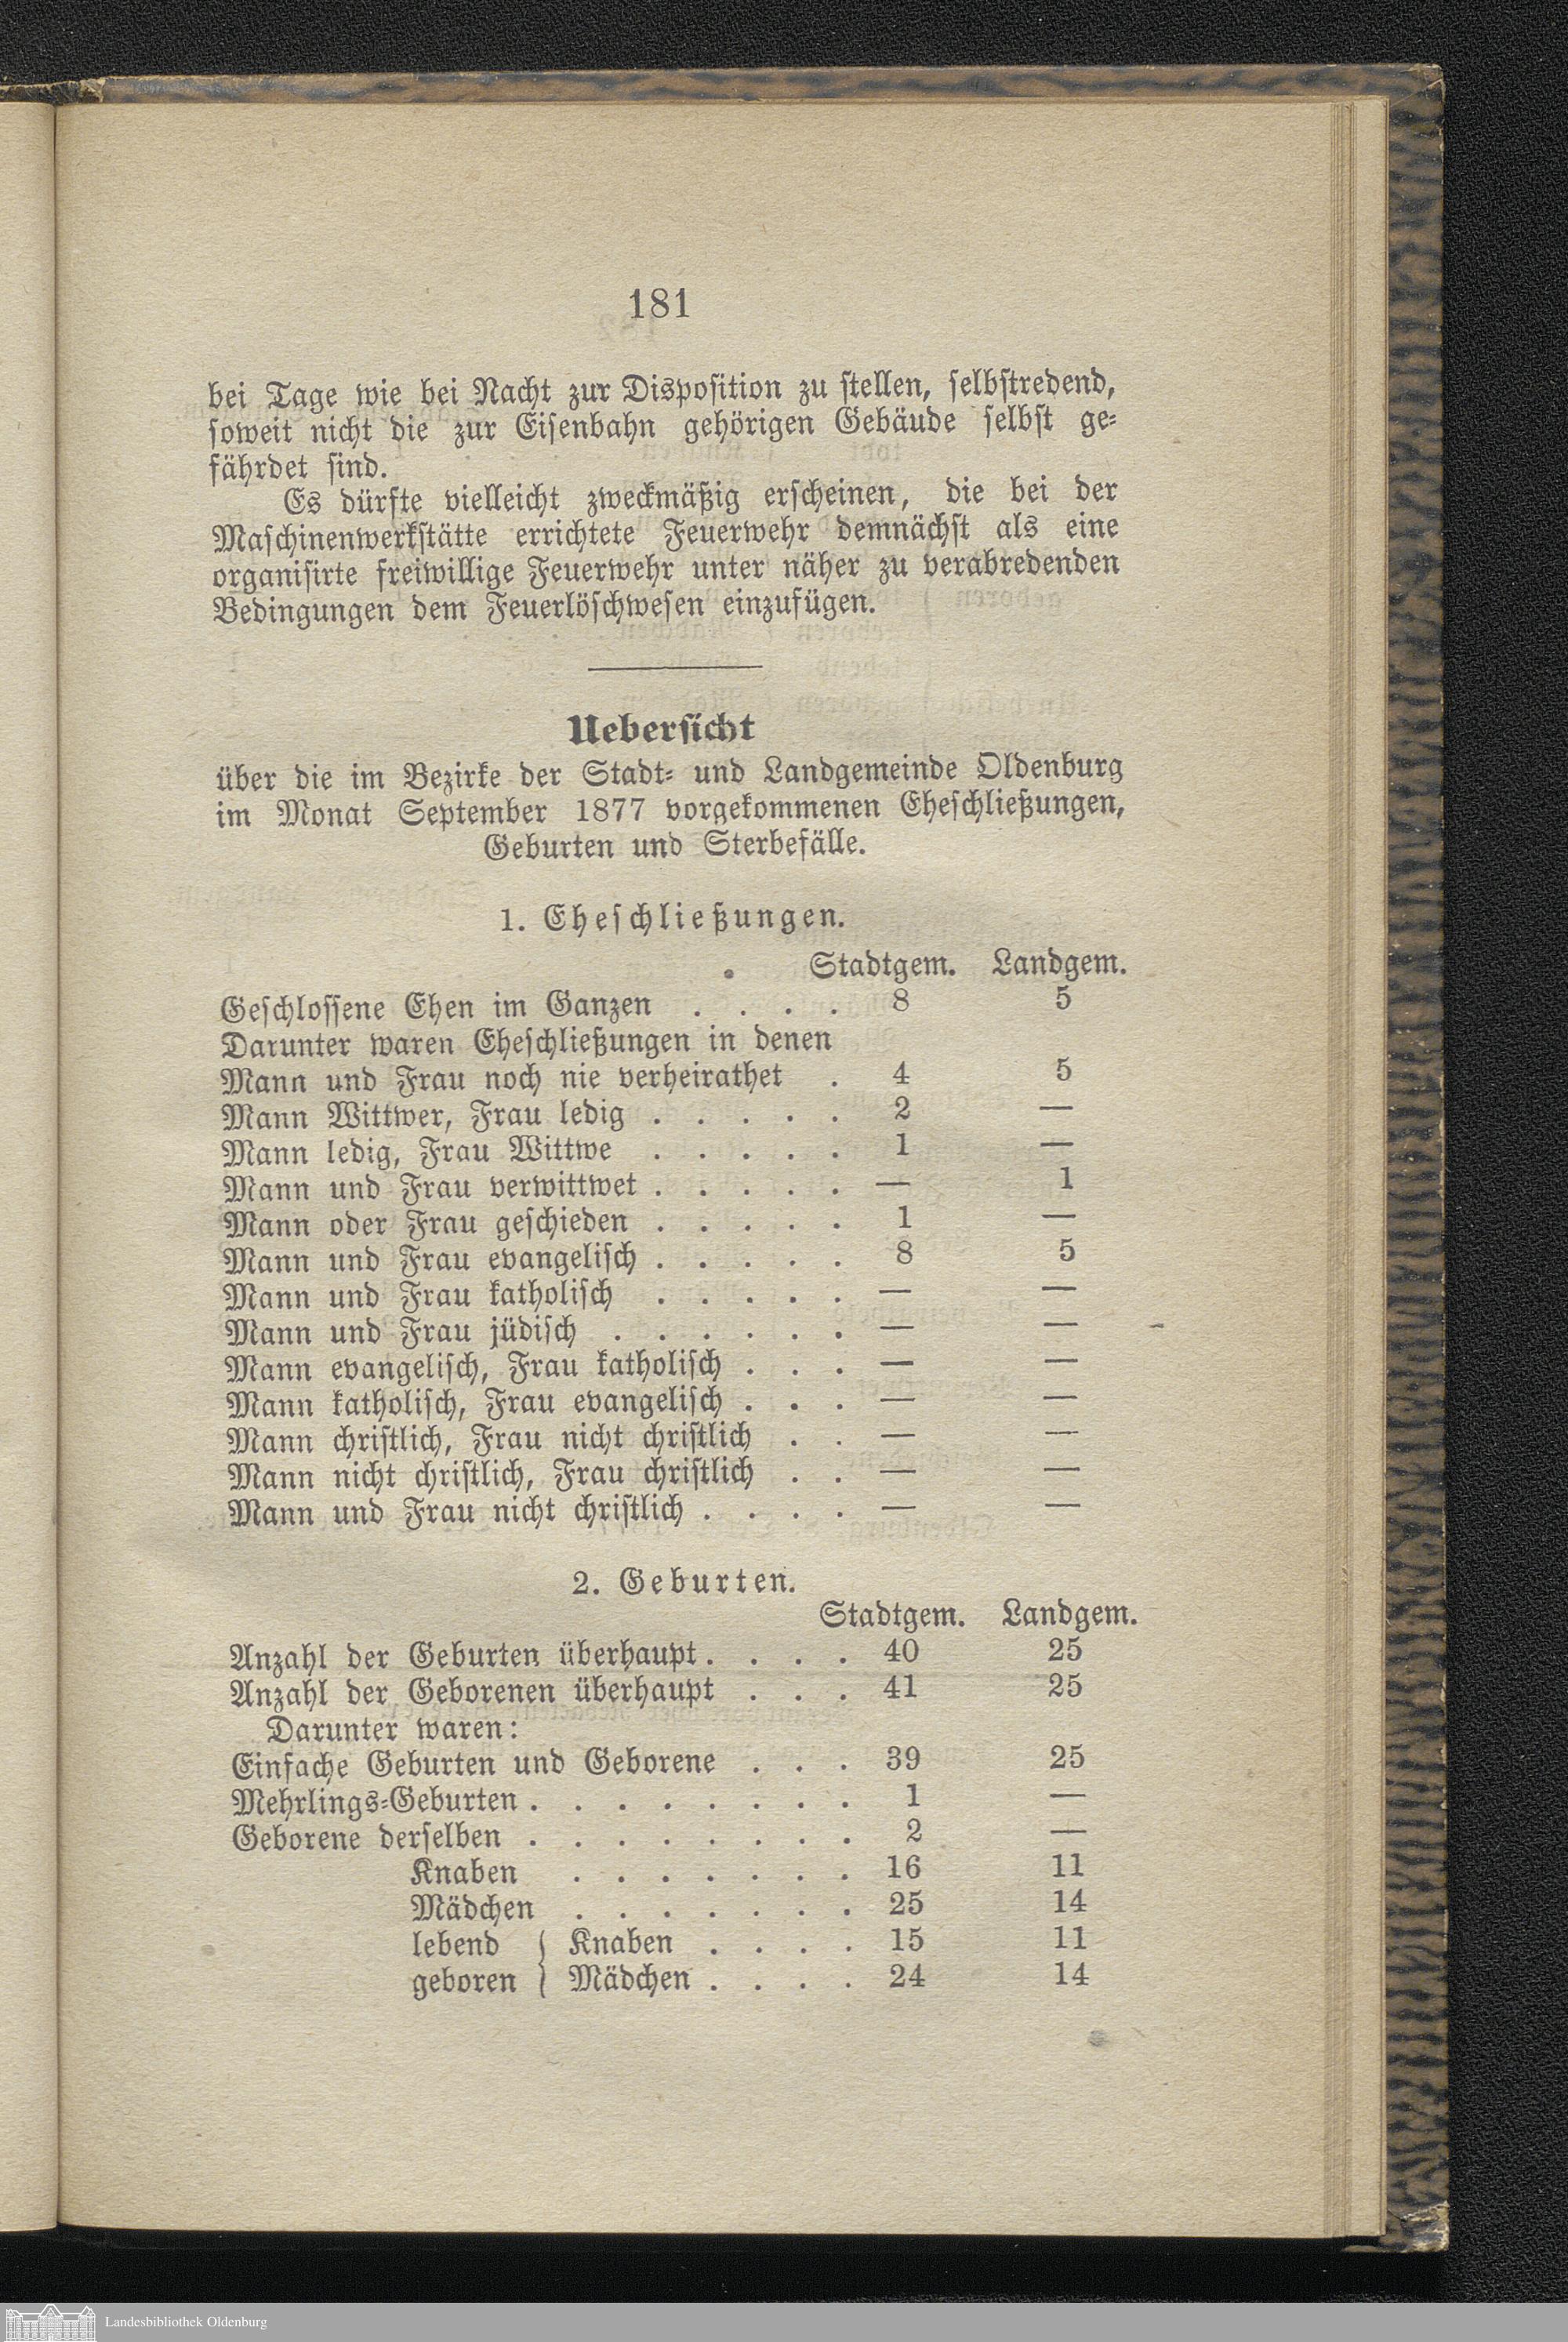 181
bei Tage wie bei Nacht zur Disposition zu stellen, selbstredend,
soweit nicht die zur Eisenbahn gehörigen Gebäude selbst ge-
fährdet sind.
Es dürfte vielleicht zweckmäßig erscheinen, die bei der
Maschinenwerkstätte errichtete Feuerwehr demnächst als eine
organisirte freiwillige Feuerwehr unter näher zu verabredenden
Bedingungen dem Feuerlöschwesen einzufügen.
Uebersicht
über die im Bezirke der Stadt- und Landgemeinde Oldenburg
im Monat September 1877 vorgekommenen Eheschließungen,
Geburten und Sterbefälle.
1. Eheschließungen.
Stadtgem. Landgem.
Geschlossene Ehen im Ganzen . . . . 8 5
Darunter waren Eheschließungen in denen
Mann und Frau noch nie verheirathet . 4 5
Mann Wittwer, Frau ledig . . . . . 2 —
Mann ledig, Frau Wittwe . . . . . 1 —
Mann und Frau verwittwet . . . . . — 1
Mann oder Frau geschieden . . . . . 1 —
Mann und Frau evangelisch . . . . . 8 5
Mann und Frau katholisch . . . . . — —
Mann und Frau jüdisch . . . . . . — —
Mann evangelisch, Frau katholisch . . . — —
Mann katholisch, Frau evangelisch . . . — —
Mann christlich, Frau nicht christlich . . — —
Mann nicht christlich, Frau christlich . . — —
Mann und Frau nicht christlich . . . . — —
2. Geburten.
Stadtgem. Landgem.
Anzahl der Geburten überhaupt . . . . 40 25
Anzahl der Geborenen überhaupt . . . 41 25
Darunter waren:
Einfache Geburten und Geborene . . . 39 25
Mehrlings-Geburten . . . . . . . . 1 —
Geborene derselben . . . . . . . . 2 —
Knaben . . . . . . . 16 11
Mädchen . . . . . . . 25 14
lebend { Knaben . . . . 15 11
geboren { Mädchen . . . . 24 14
Landesbibliothek Oldenburg